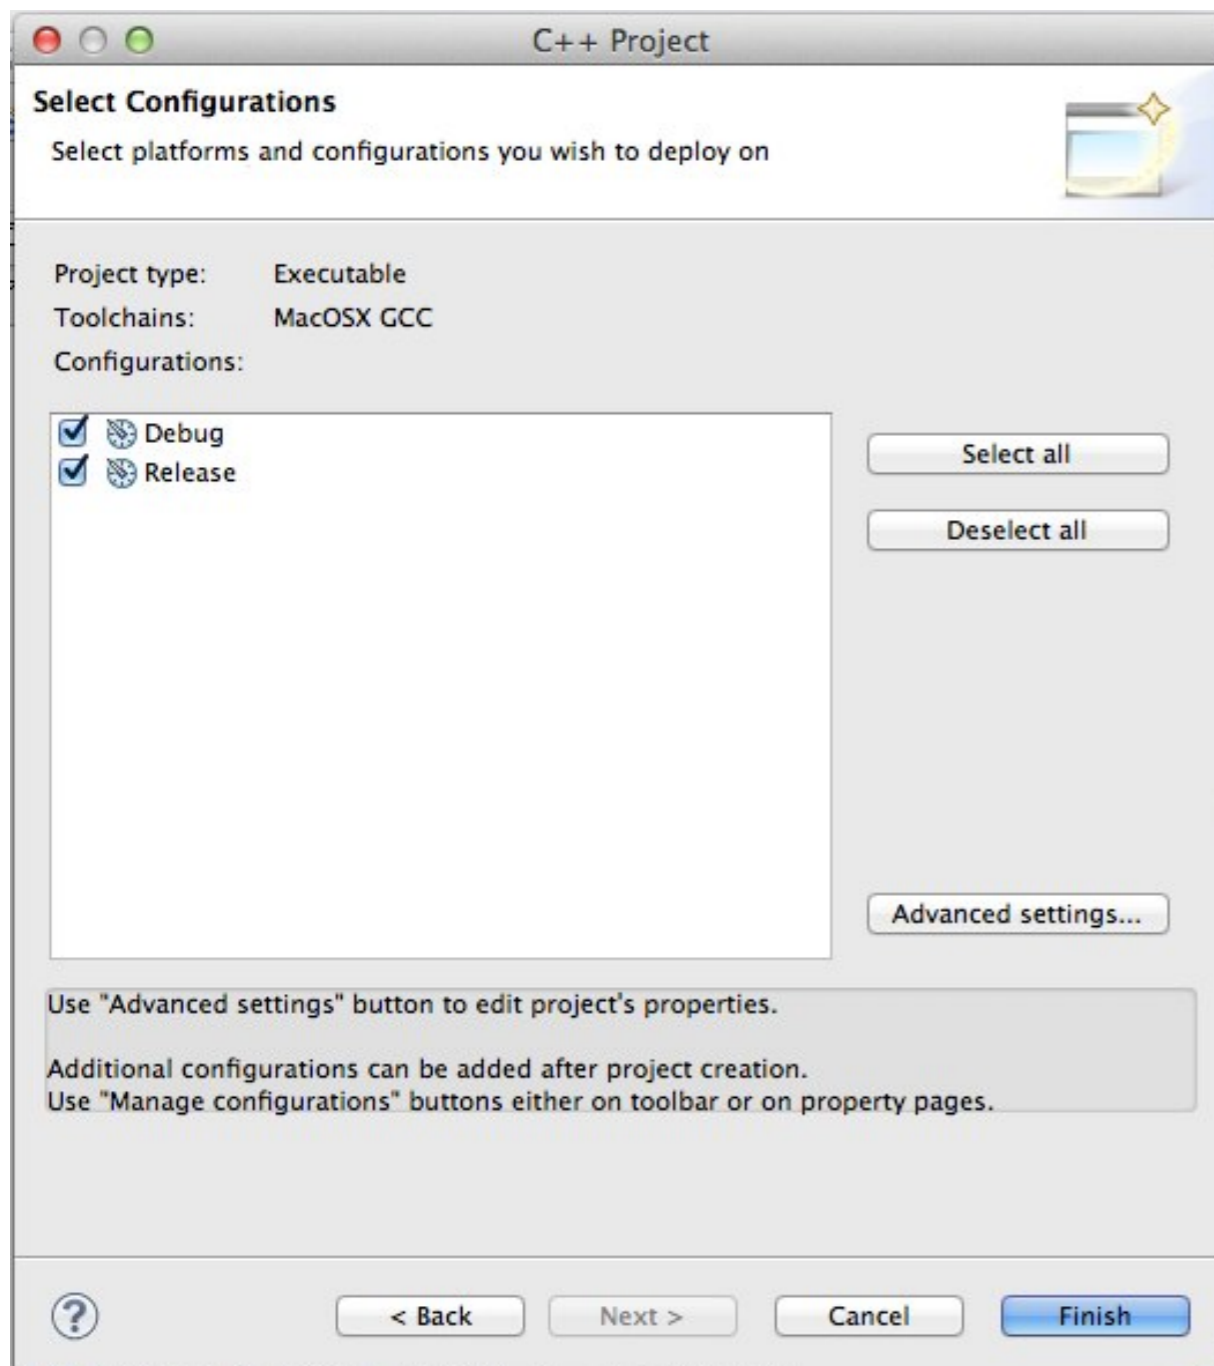 C++ Project
Select Configurations
Select platforms and configurations you wish to deploy on
Project type: Executable
Toolchains: MacOSX GCC
Configurations:
Debug
Release
Select all
Deselect all
Advanced settings...
Use "Advanced settings" button to edit project's properties.
Additional configurations can be added after project creation.
Use "Manage configurations" buttons either on toolbar or on property pages.
?
< Back
Next >
Cancel
Finish